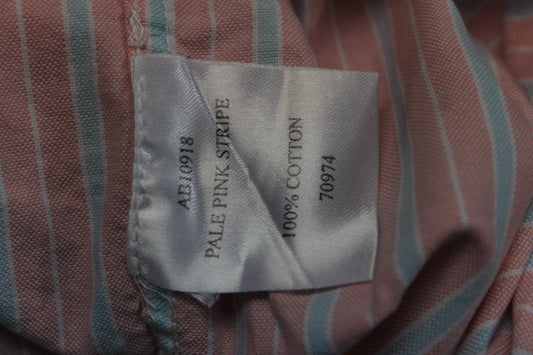 AB10918
PALE PINK STRIPE
100% COTTON
70974